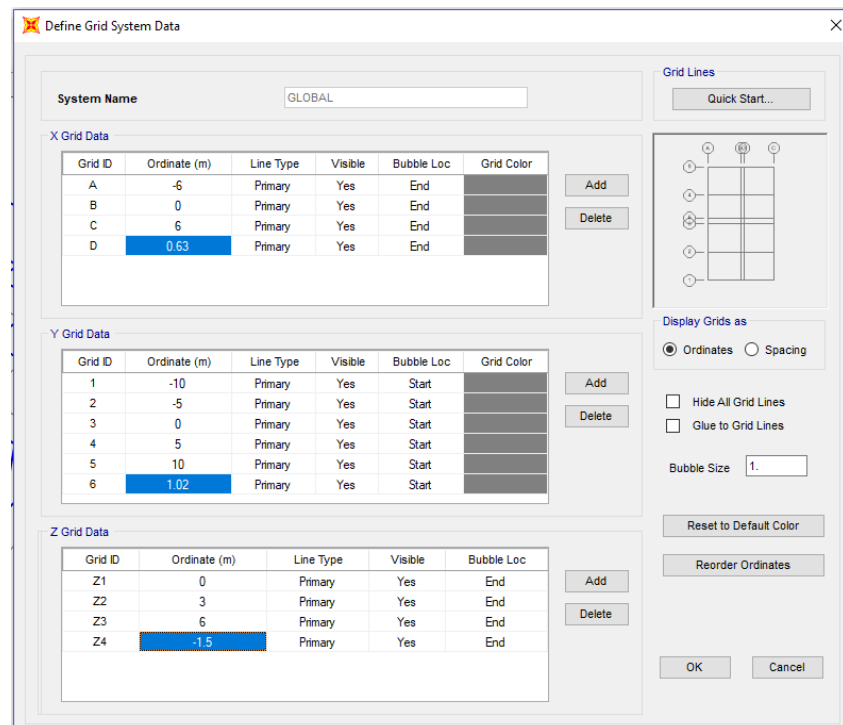 Define Grid System Data
System Name GLOBAL
Grid Lines
Quick Start...
X Grid Data
Grid ID Ordinate (m) Line Type Visible Bubble Loc Grid Color
A -6 Primary Yes End
B 0 Primary Yes End
C 6 Primary Yes End
D 0.63 Primary Yes End
Add
Delete
A C
5
4
2
1
Y Grid Data
Grid ID Ordinate (m) Line Type Visible Bubble Loc Grid Color
1 -10 Primary Yes Start
2 -5 Primary Yes Start
3 0 Primary Yes Start
4 5 Primary Yes Start
5 10 Primary Yes Start
6 1.02 Primary Yes Start
Add
Delete
Display Grids as
Ordinates Spacing
Hide All Grid Lines
Glue to Grid Lines
Bubble Size 1.
Z Grid Data
Grid ID Ordinate (m) Line Type Visible Bubble Loc
Z1 0 Primary Yes End
Z2 3 Primary Yes End
Z3 6 Primary Yes End
Z4 -1.5 Primary Yes End
Add
Delete
Reset to Default Color
Reorder Ordinates
OK Cancel